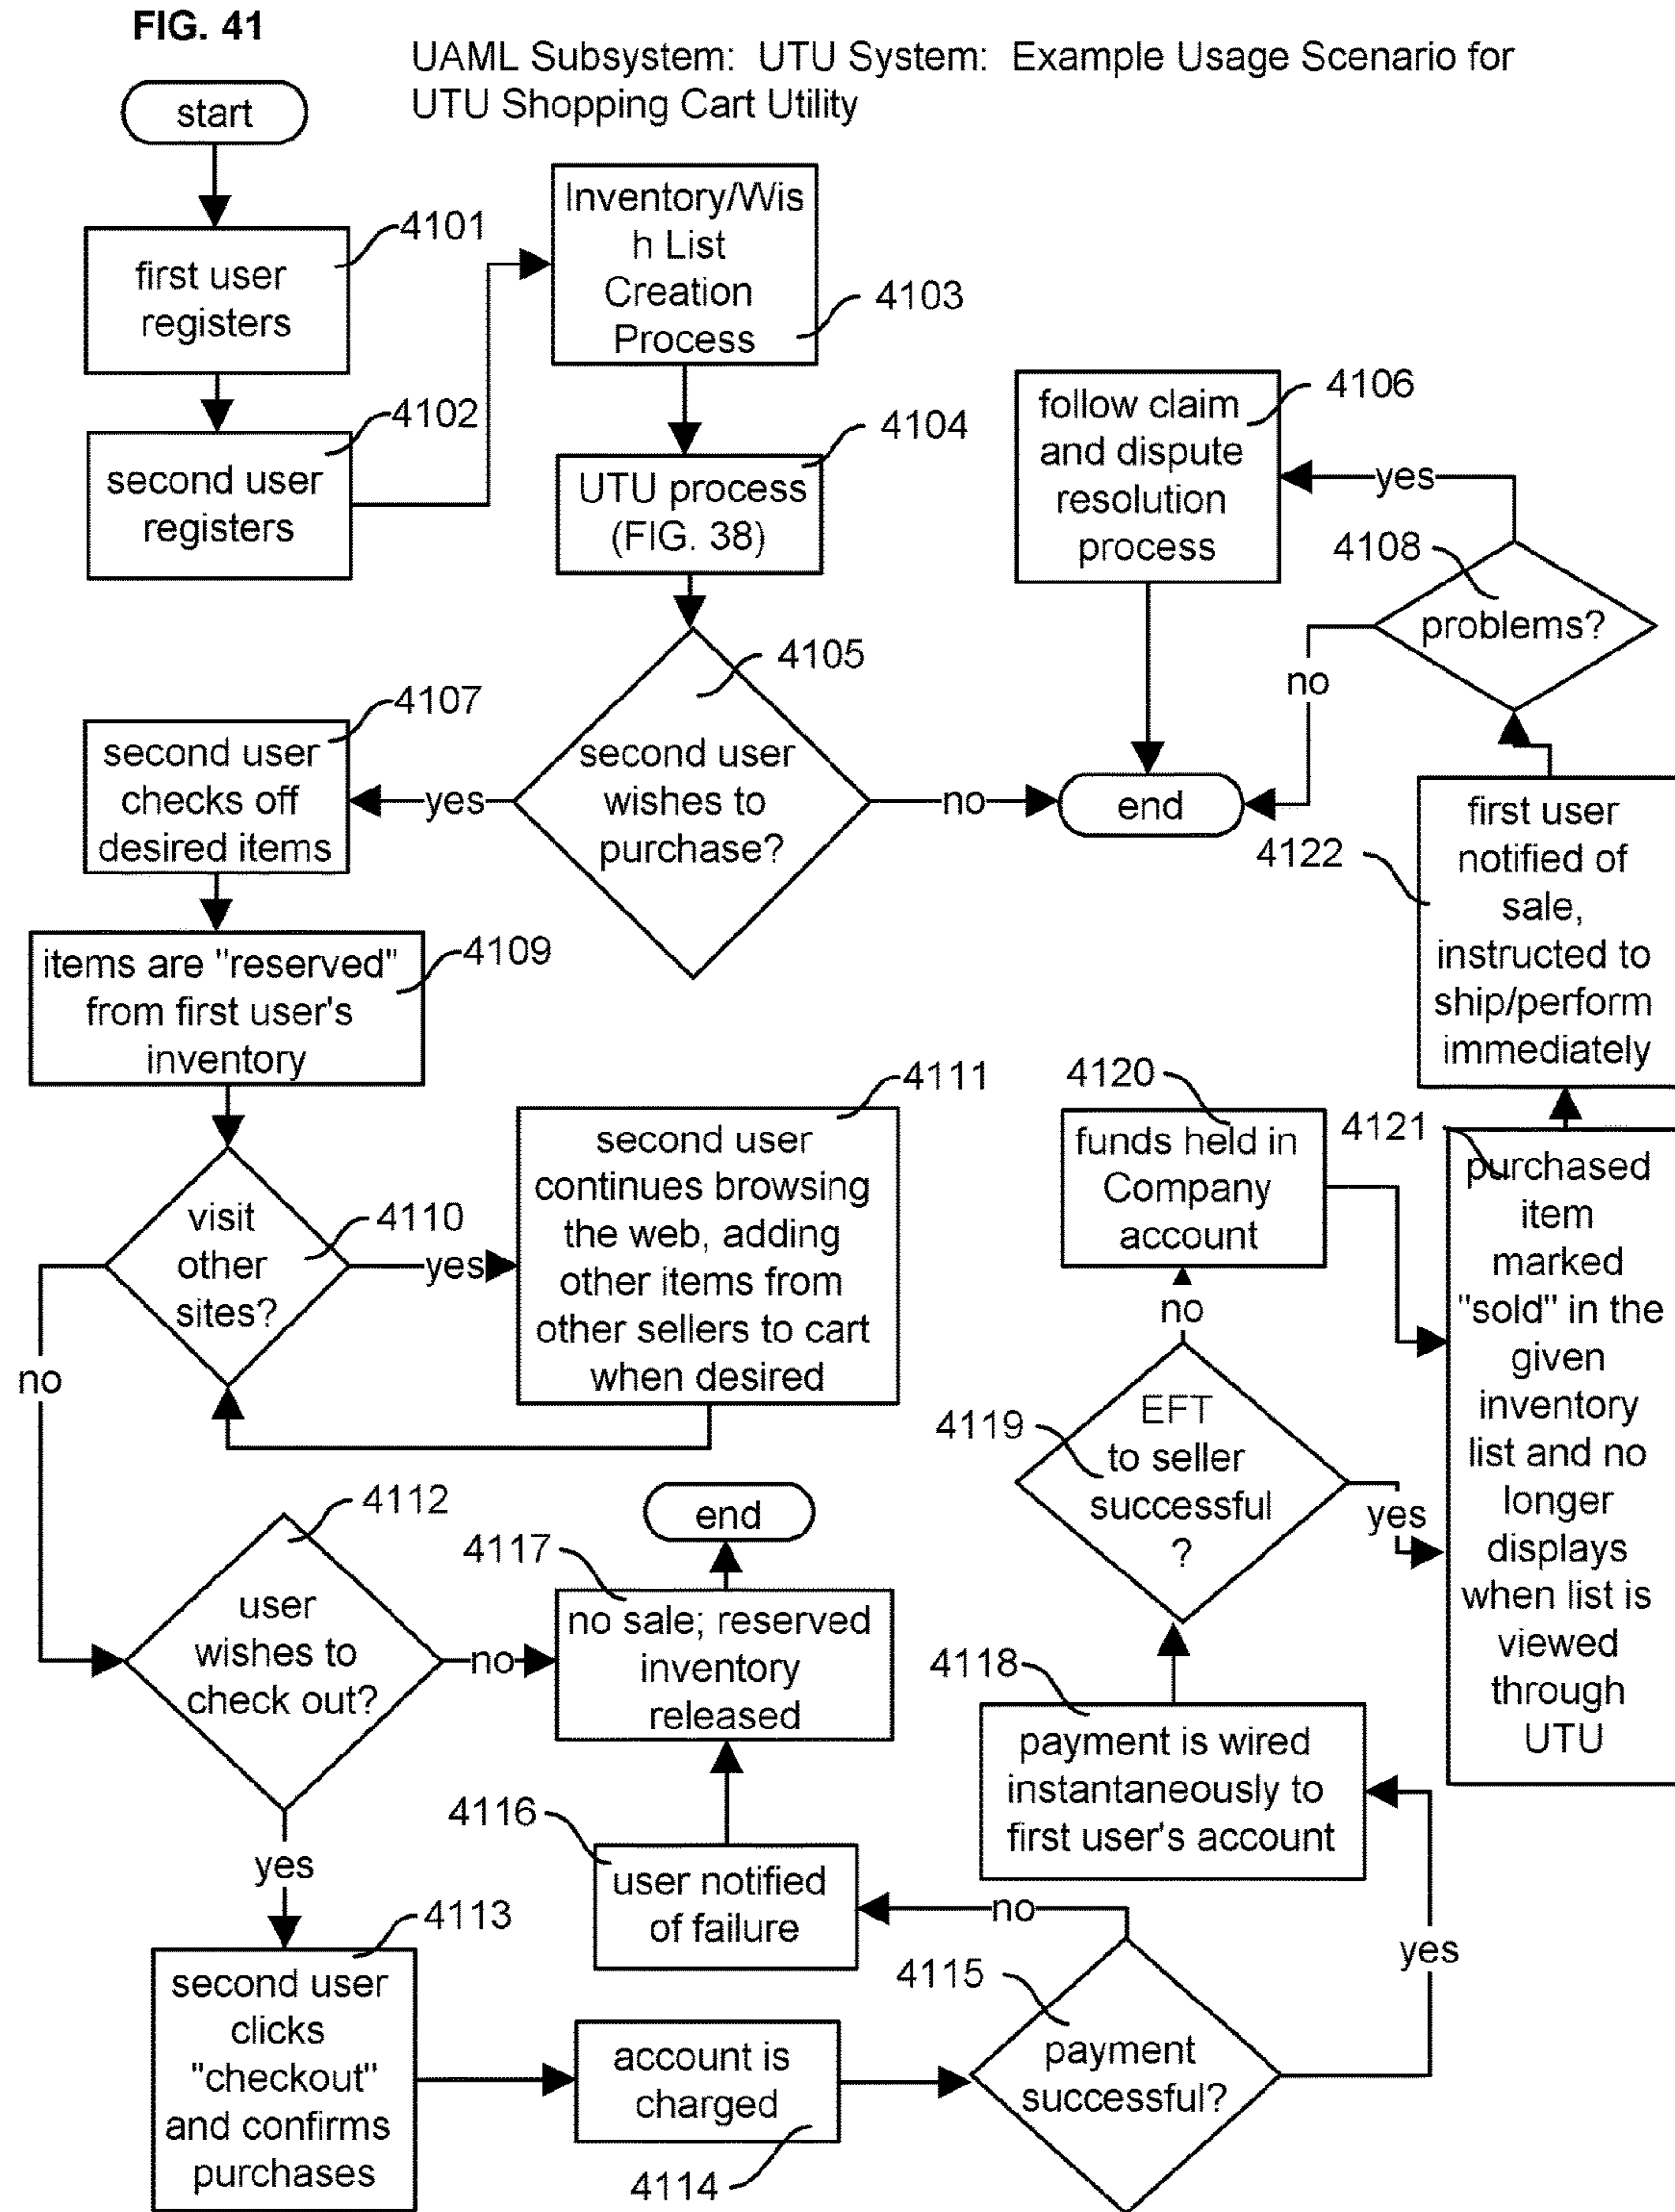 FIG. 41
UAML Subsystem: UTU System: Example Usage Scenario for
UTU Shopping Cart Utility
start
4101
first user
registers
4102
second user
registers
Inventory/Wis
h List
Creation
Process
4103
4104
UTU process
(FIG. 38)
4105
second user
wishes to
purchase?
yes
no
end
4106
follow claim
and dispute
resolution
process
yes
4108
problems?
no
4107
second user
checks off
desired items
4109
items are "reserved"
from first user's
inventory
4110
visit
other
sites?
yes
no
4111
second user
continues browsing
the web, adding
other items from
other sellers to cart
when desired
4112
user
wishes to
check out?
no
yes
4113
second user
clicks
"checkout"
and confirms
purchases
account is
charged
4114
4115
payment
successful?
no
yes
4116
user notified
of failure
4117
no sale; reserved
inventory
released
end
4118
payment is wired
instantaneously to
first user's account
4119
EFT
to seller
successful
?
no
yes
4120
funds held in
Company
account
4121
purchased
item
marked
"sold" in the
given
inventory
list and no
longer
displays
when list is
viewed
through
UTU
4122
first user
notified of
sale,
instructed to
ship/perform
immediately